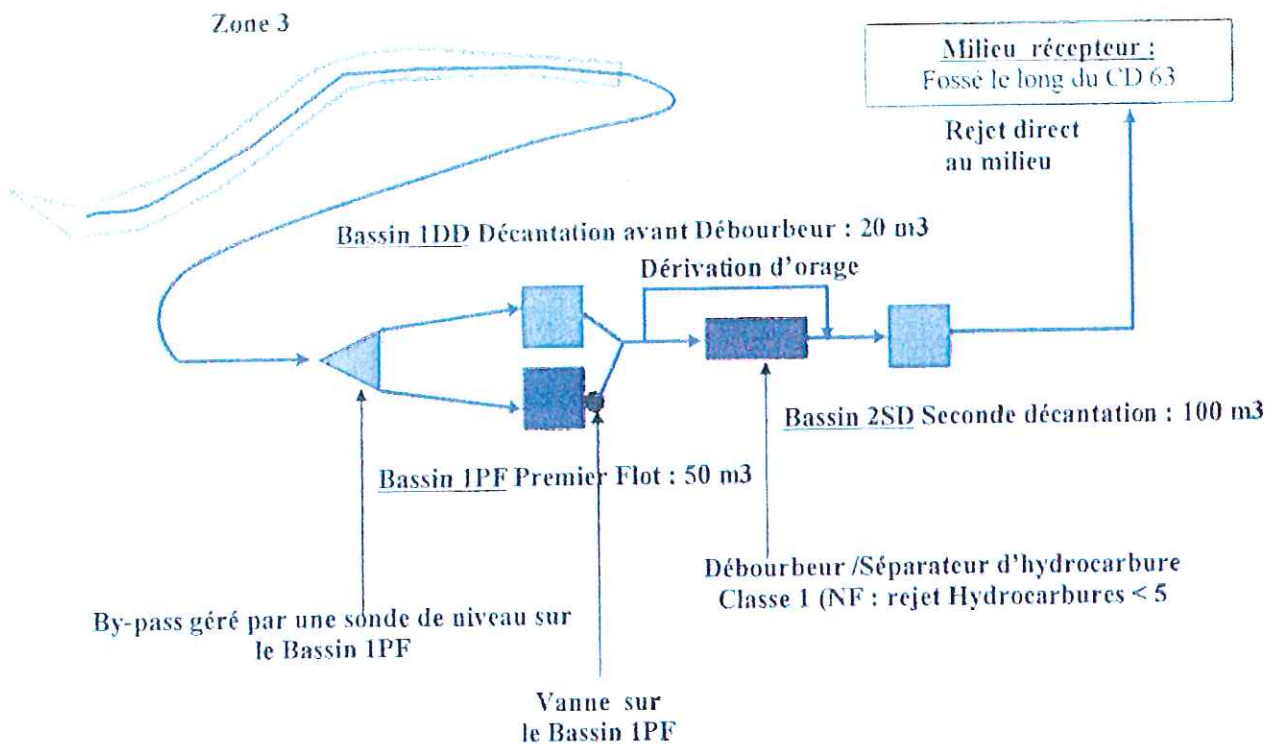 Zone 3
Milieu récepteur :
Fossé le long du CD 63
Rejet direct
au milieu
Bassin 1DD Décantation avant Débourbeur : 20 m3
Dérivation d'orage
Bassin 2SD Seconde décantation : 100 m3
Bassin 1PF Premier Flot : 50 m3
Débourbeur /Séparateur d'hydrocarbure
Classe 1 (NF : rejet Hydrocarbures < 5
By-pass géré par une sonde de niveau sur
le Bassin 1PF
Vanne sur
le Bassin 1PF